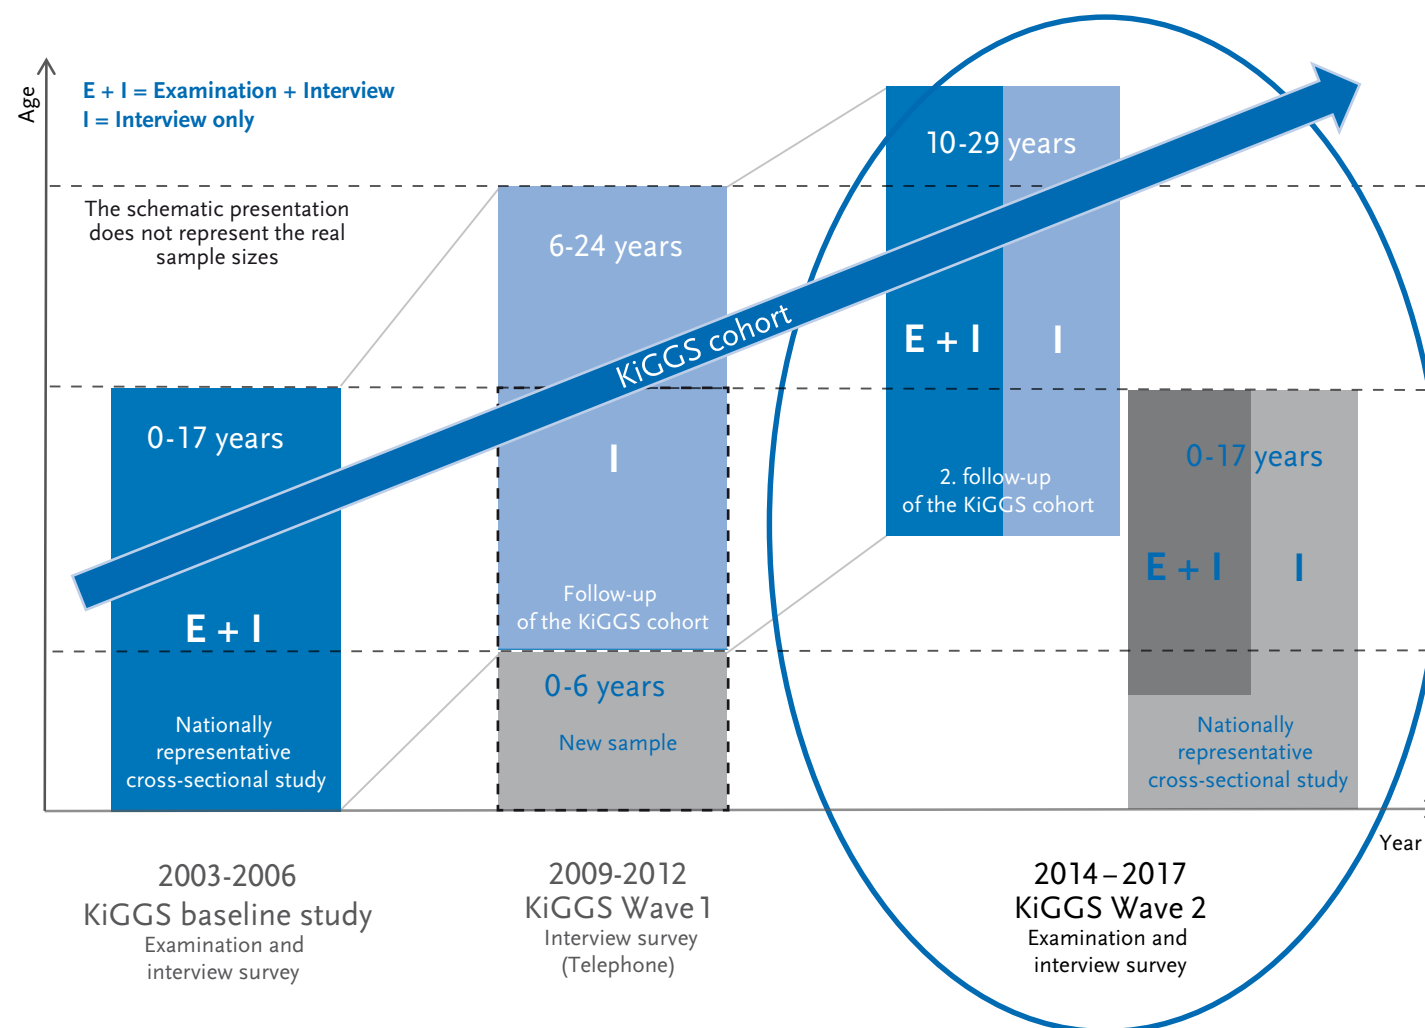 Age
E + I = Examination + Interview
I = Interview only
The schematic presentation
does not represent the real
sample sizes
0-17 years
E + I
Nationally
representative
cross-sectional study
6-24 years
KiGGS cohort
I
Follow-up
of the KiGGS cohort
0-6 years
New sample
10-29 years
E + I
I
2. follow-up
of the KiGGS cohort
0-17 years
E + I
I
Nationally
representative
cross-sectional study
Year
2003-2006
KiGGS baseline study
Examination and
interview survey
2009-2012
KiGGS Wave 1
Interview survey
(Telephone)
2014–2017
KiGGS Wave 2
Examination and
interview survey